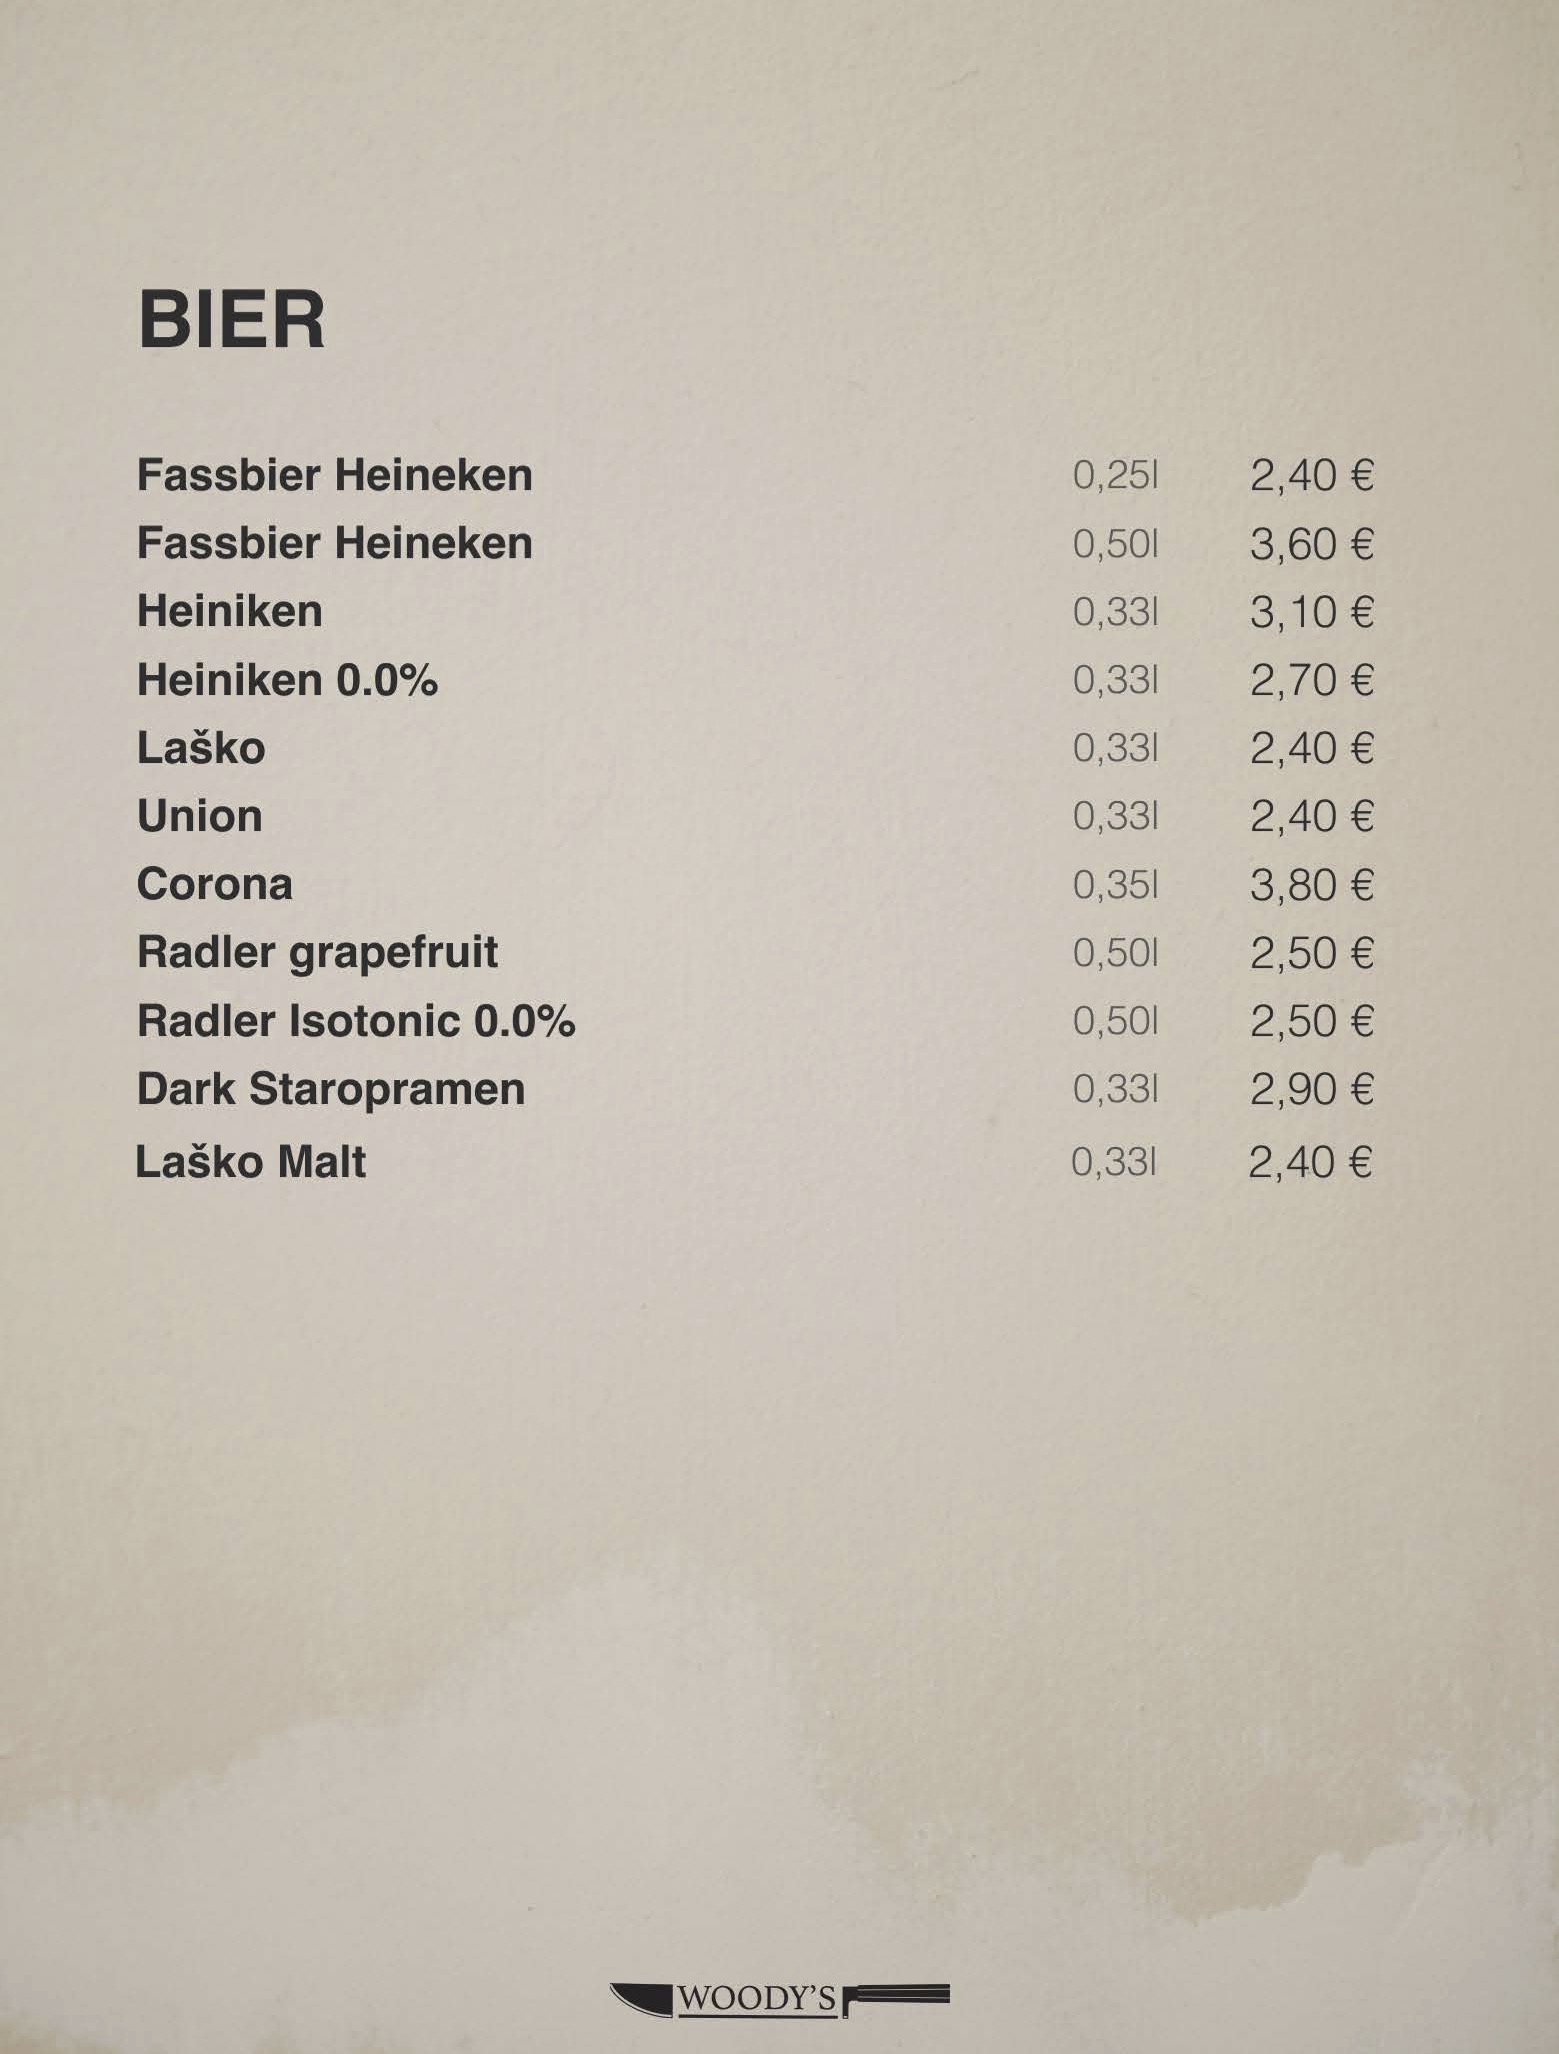 BIER
Fassbier Heineken 0,25l 2,40 €
Fassbier Heineken 0,50l 3,60 €
Heiniken 0,33l 3,10 €
Heiniken 0.0% 0,33l 2,70 €
Laško 0,33l 2,40 €
Union 0,33l 2,40 €
Corona 0,35l 3,80 €
Radler grapefruit 0,50l 2,50 €
Radler Isotonic 0.0% 0,50l 2,50 €
Dark Staropramen 0,33l 2,90 €
Laško Malt 0,33l 2,40 €
WOODY'S